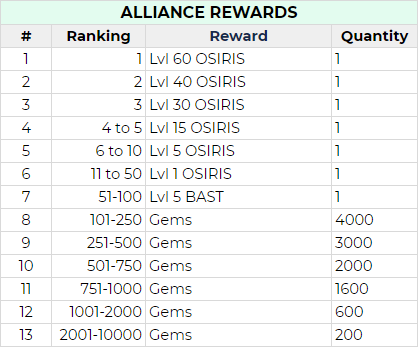 ALLIANCE REWARDS
# Ranking Reward Quantity
1 1 Lvl 60 OSIRIS 1
2 2 Lvl 40 OSIRIS 1
3 3 Lvl 30 OSIRIS 1
4 4 to 5 Lvl 15 OSIRIS 1
5 6 to 10 Lvl 5 OSIRIS 1
6 11 to 50 Lvl 1 OSIRIS 1
7 51-100 Lvl 5 BAST 1
8 101-250 Gems 4000
9 251-500 Gems 3000
10 501-750 Gems 2000
11 751-1000 Gems 1600
12 1001-2000 Gems 600
13 2001-10000 Gems 200